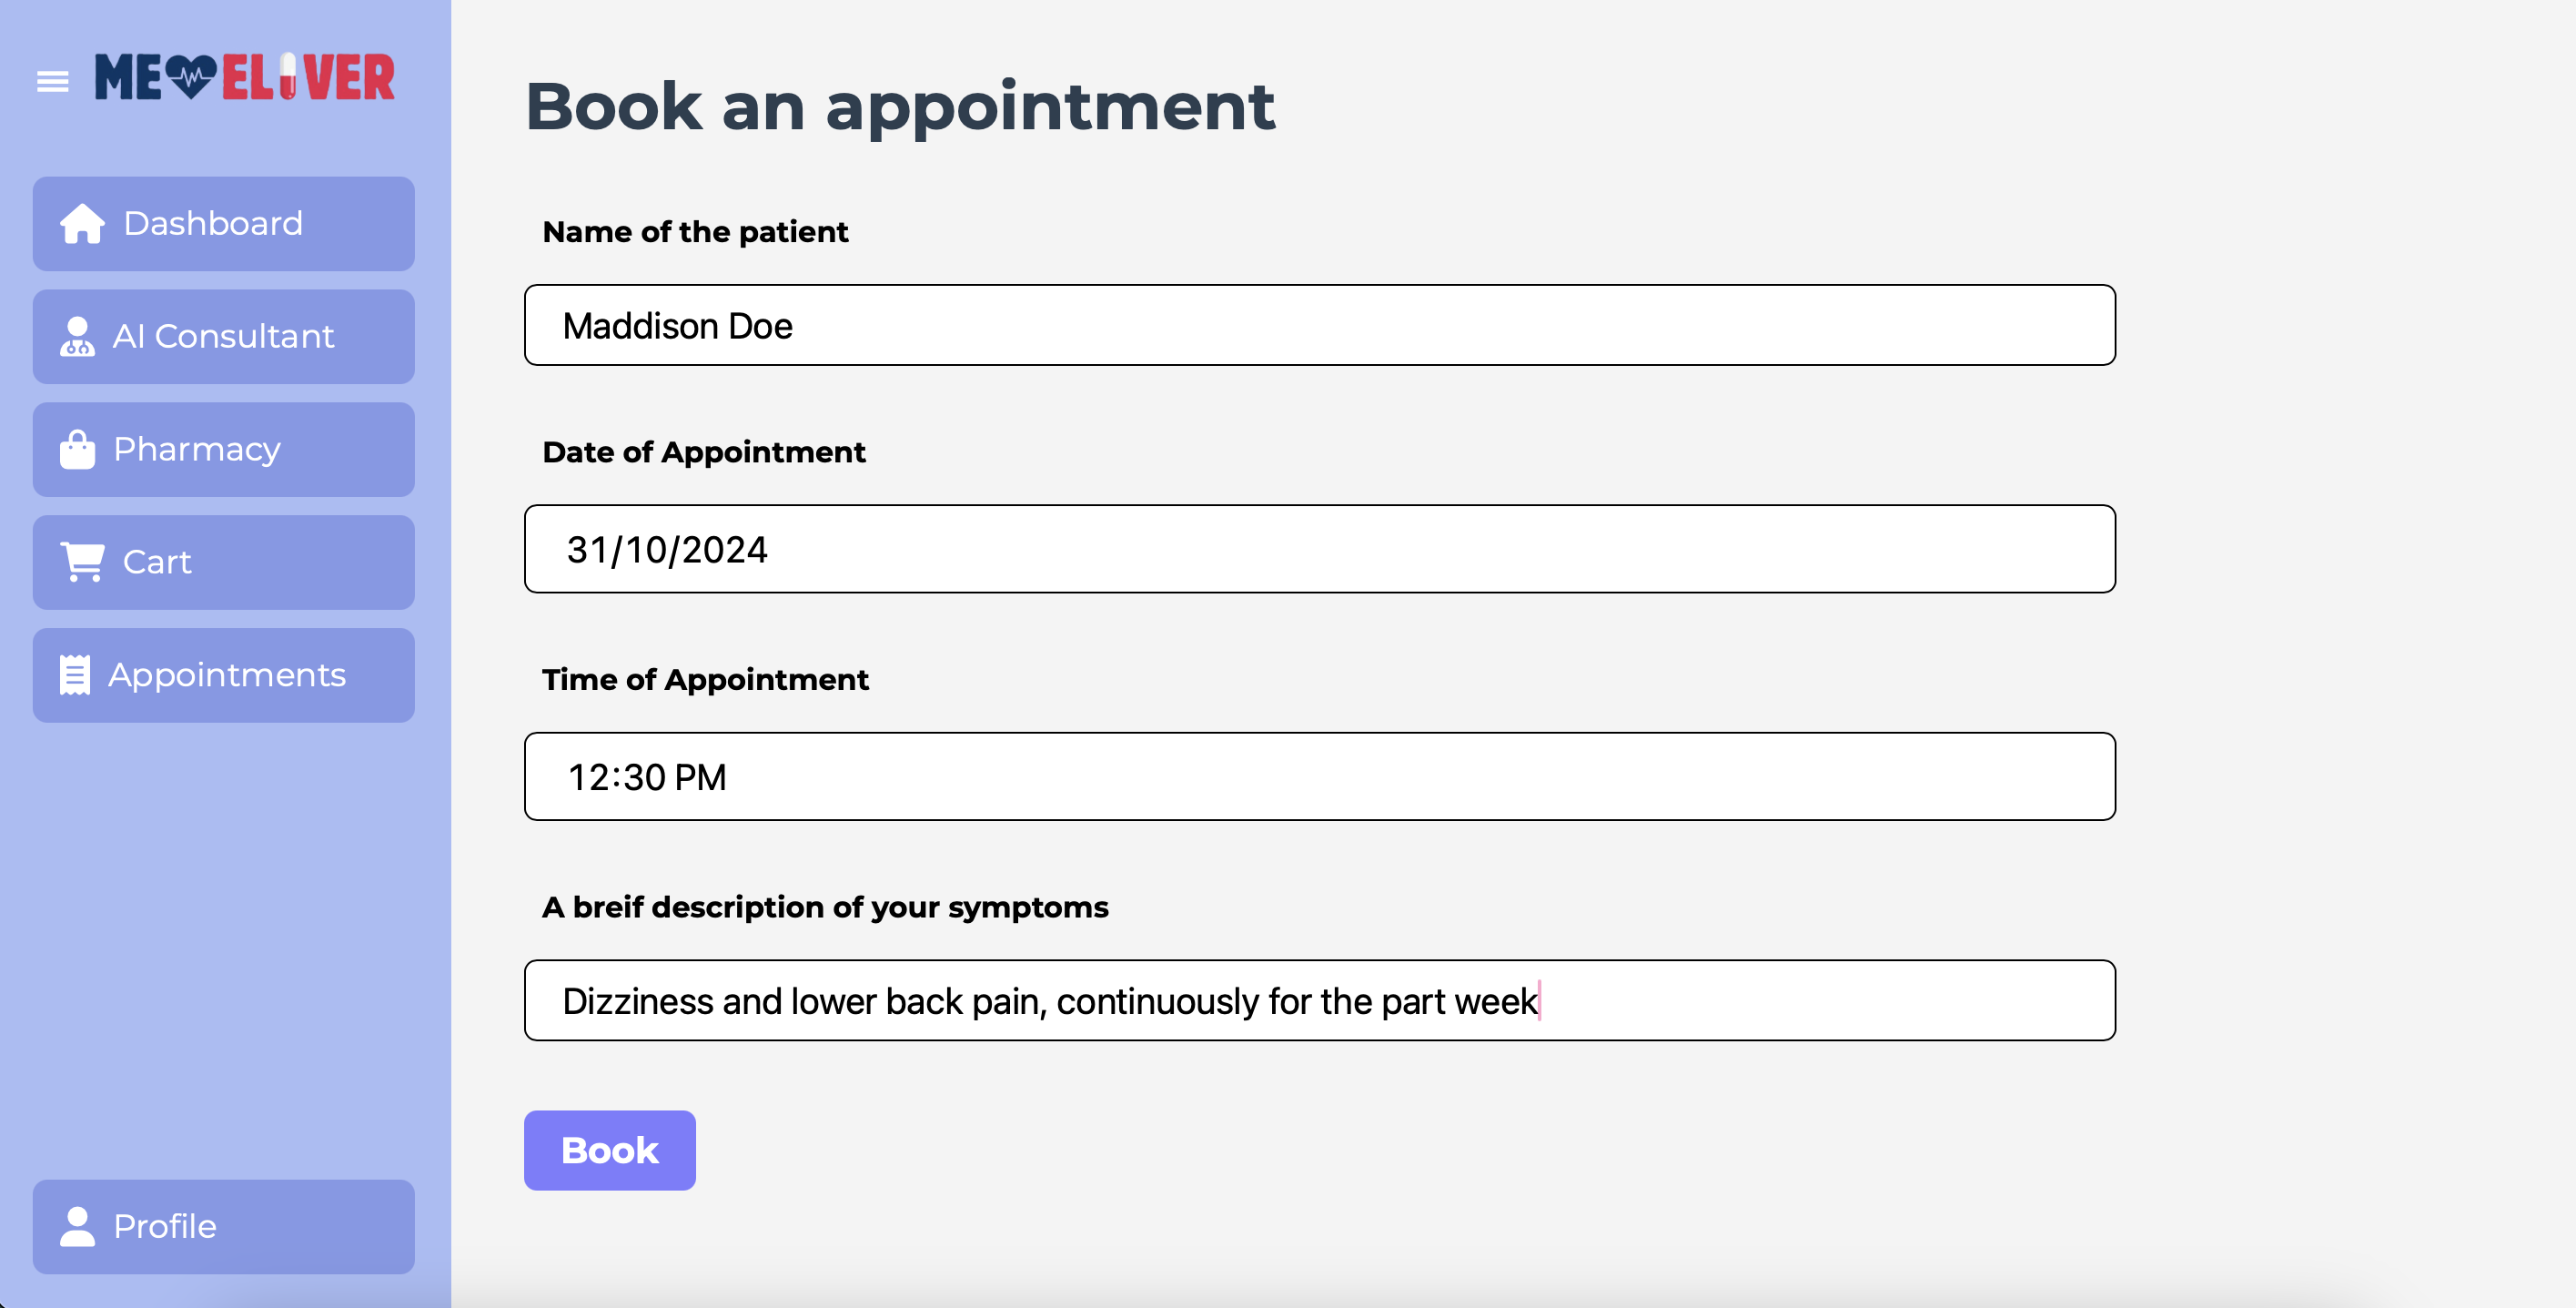 ME ELIVER
Dashboard
AI Consultant
Pharmacy
Cart
Appointments
Profile
Book an appointment
Name of the patient
Maddison Doe
Date of Appointment
31/10/2024
Time of Appointment
12:30 PM
A breif description of your symptoms
Dizziness and lower back pain, continuously for the part week
Book